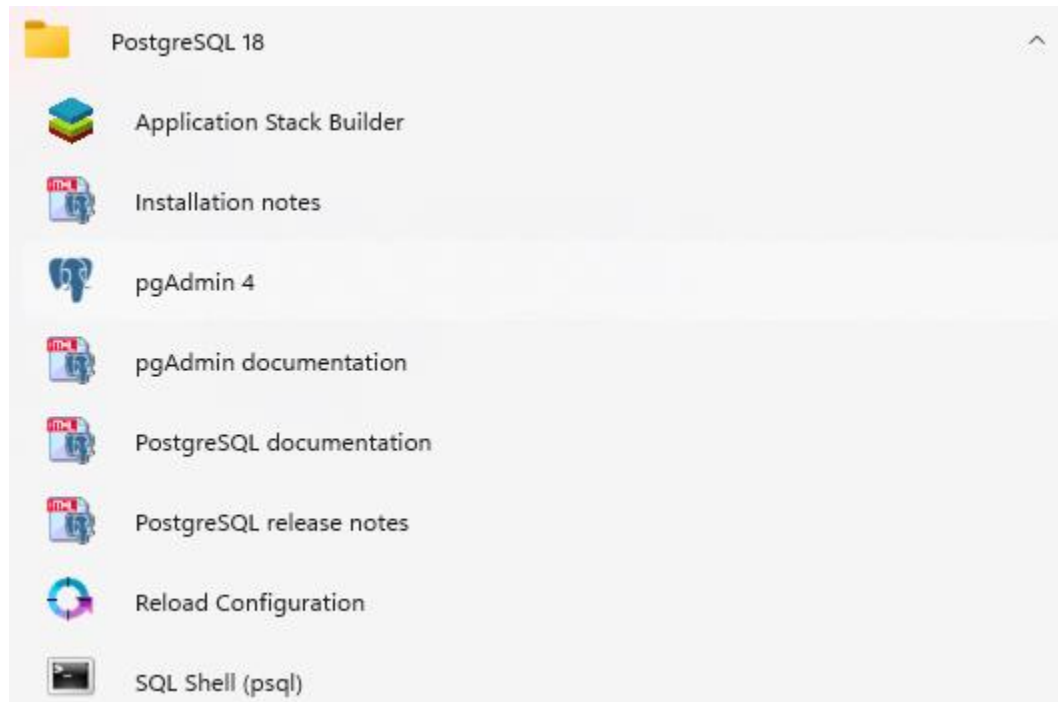 PostgreSQL 18
Application Stack Builder
Installation notes
pgAdmin 4
pgAdmin documentation
PostgreSQL documentation
PostgreSQL release notes
Reload Configuration
SQL Shell (psql)